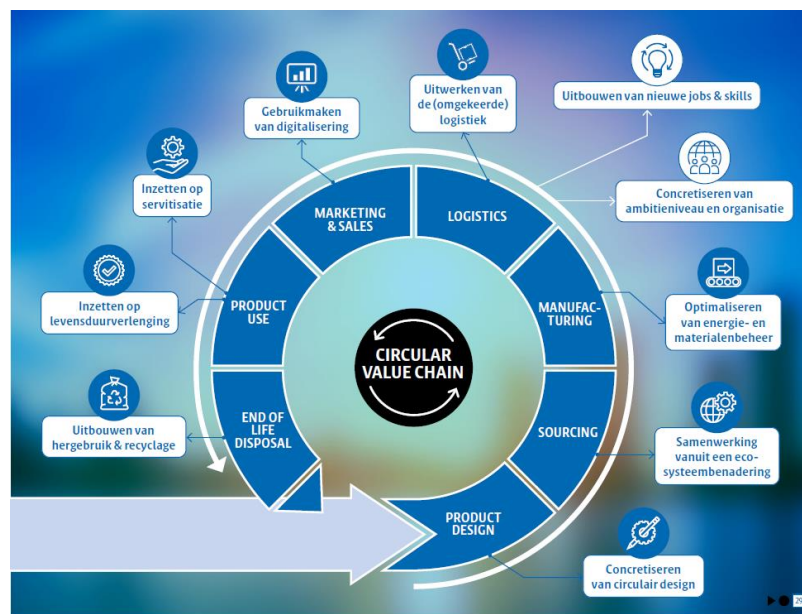 Uitwerken van
de (omgekeerde)
logistiek
Uitbouwen van nieuwe jobs & skills
Gebruikmaken
van digitalisering
Inzetten op
servitisatie
Concretiseren van
ambitieniveau en organisatie
MARKETING
& SALES
LOGISTICS
Inzetten op
levensduurverlenging
PRODUCT
USE
MANUFAC-
TURING
Optimaliseren
van energie- en
materialenbeheer
CIRCULAR
VALUE CHAIN
Uitbouwen van
hergebruik & recyclage
END OF
LIFE
DISPOSAL
SOURCING
Samenwerking
vanuit een eco-
systeembenadering
PRODUCT
DESIGN
Concretiseren
van circulair design
29